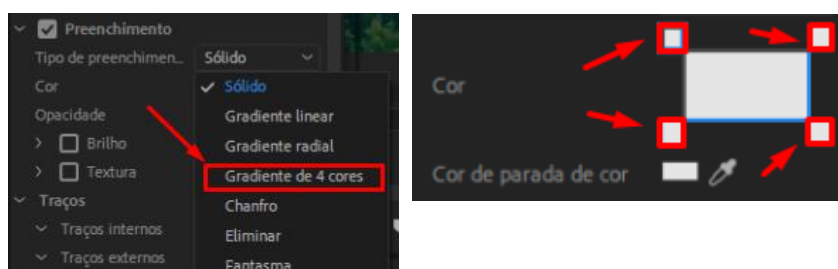 Preenchimento
Tipo de preenchimen... Sólido
Cor
Sólido
Opacidade
Gradiente linear
Brilho
Gradiente radial
Textura
Gradiente de 4 cores
Traços
Chanfro
Traços internos
Eliminar
Traços externos
Fantasma
Cor
Cor de parada de cor